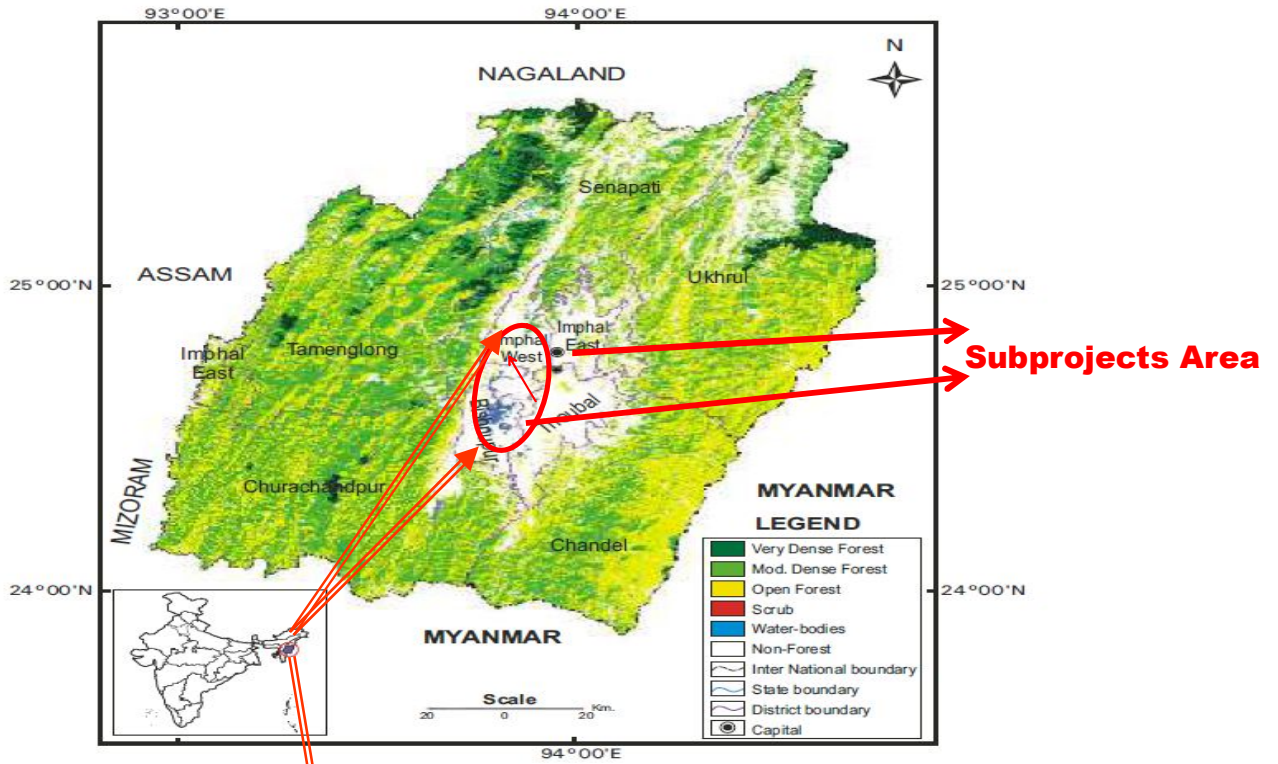 93°00'E 94°00'E
N
NAGALAND
Senapati
ASSAM
Ukhrul
25°00'N 25°00'N
Imphal
East
Imphal
East
mphal
West
Tamenglong
Subprojects Area
Churachandpur
MIZORAM
MYANMAR
Chandel
24°00'N 24°00'N
MYANMAR
Scale
20 0 20 Km.
LEGEND
Very Dense Forest
Mod. Dense Forest
Open Forest
Scrub
Water-bodies
Non-Forest
Inter National boundary
State boundary
District boundary
Capital
94°00'E